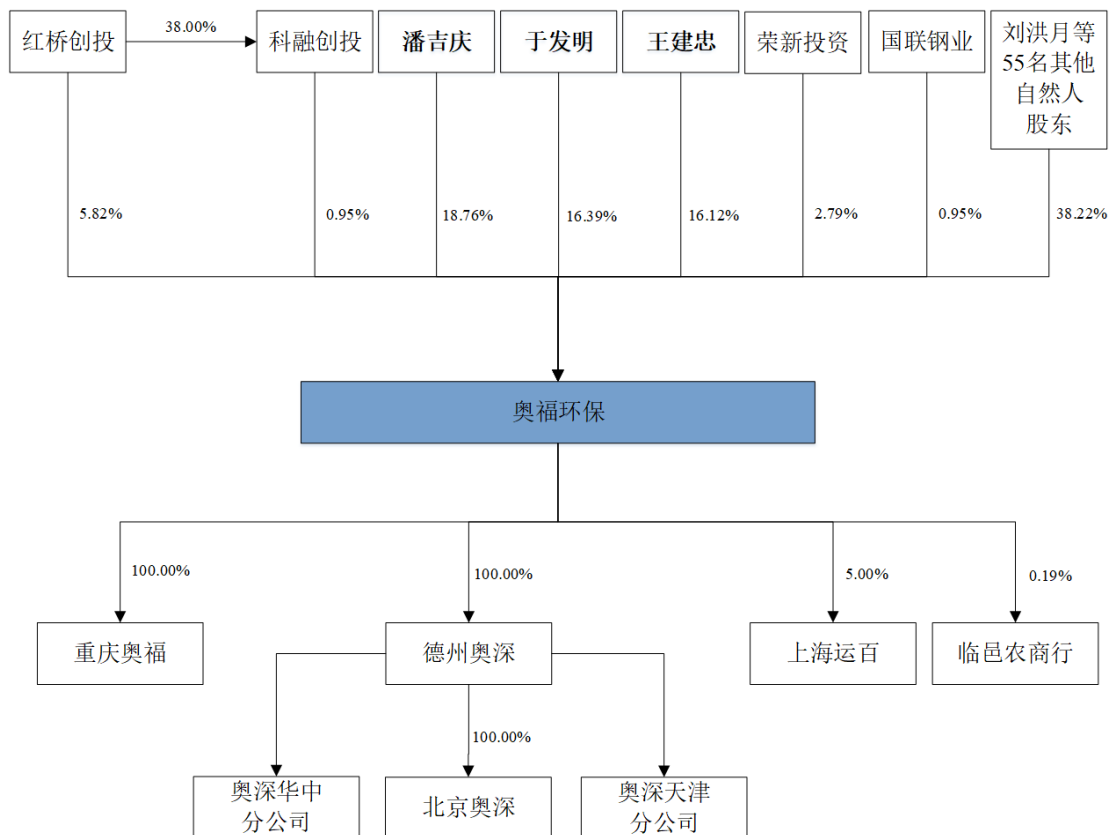 红桥创投
38.00%
科融创投
潘吉庆
于发明
王建忠
荣新投资
国联钢业
刘洪月等
55名其他
自然人
股东
5.82%
0.95%
18.76%
16.39%
16.12%
2.79%
0.95%
38.22%
奥福环保
100.00%
100.00%
5.00%
0.19%
重庆奥福
德州奥深
上海运百
临邑农商行
100.00%
奥深华中
分公司
北京奥深
奥深天津
分公司